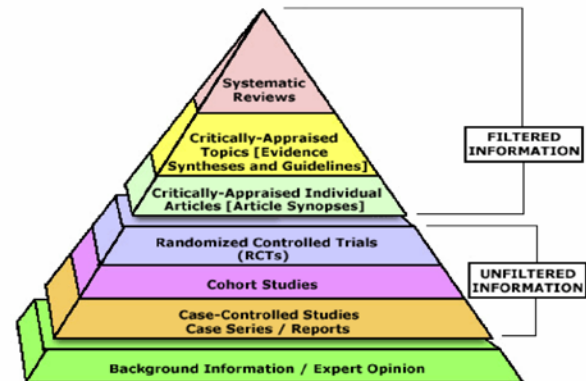 Systematic
Reviews
Critically-Appraised
Topics [Evidence
Syntheses and Guidelines]
FILTERED
INFORMATION
Critically-Appraised Individual
Articles [Article Synopses]
Randomized Controlled Trials
(RCTs)
Cohort Studies
UNFILTERED
INFORMATION
Case-Controlled Studies
Case Series / Reports
Background Information / Expert Opinion